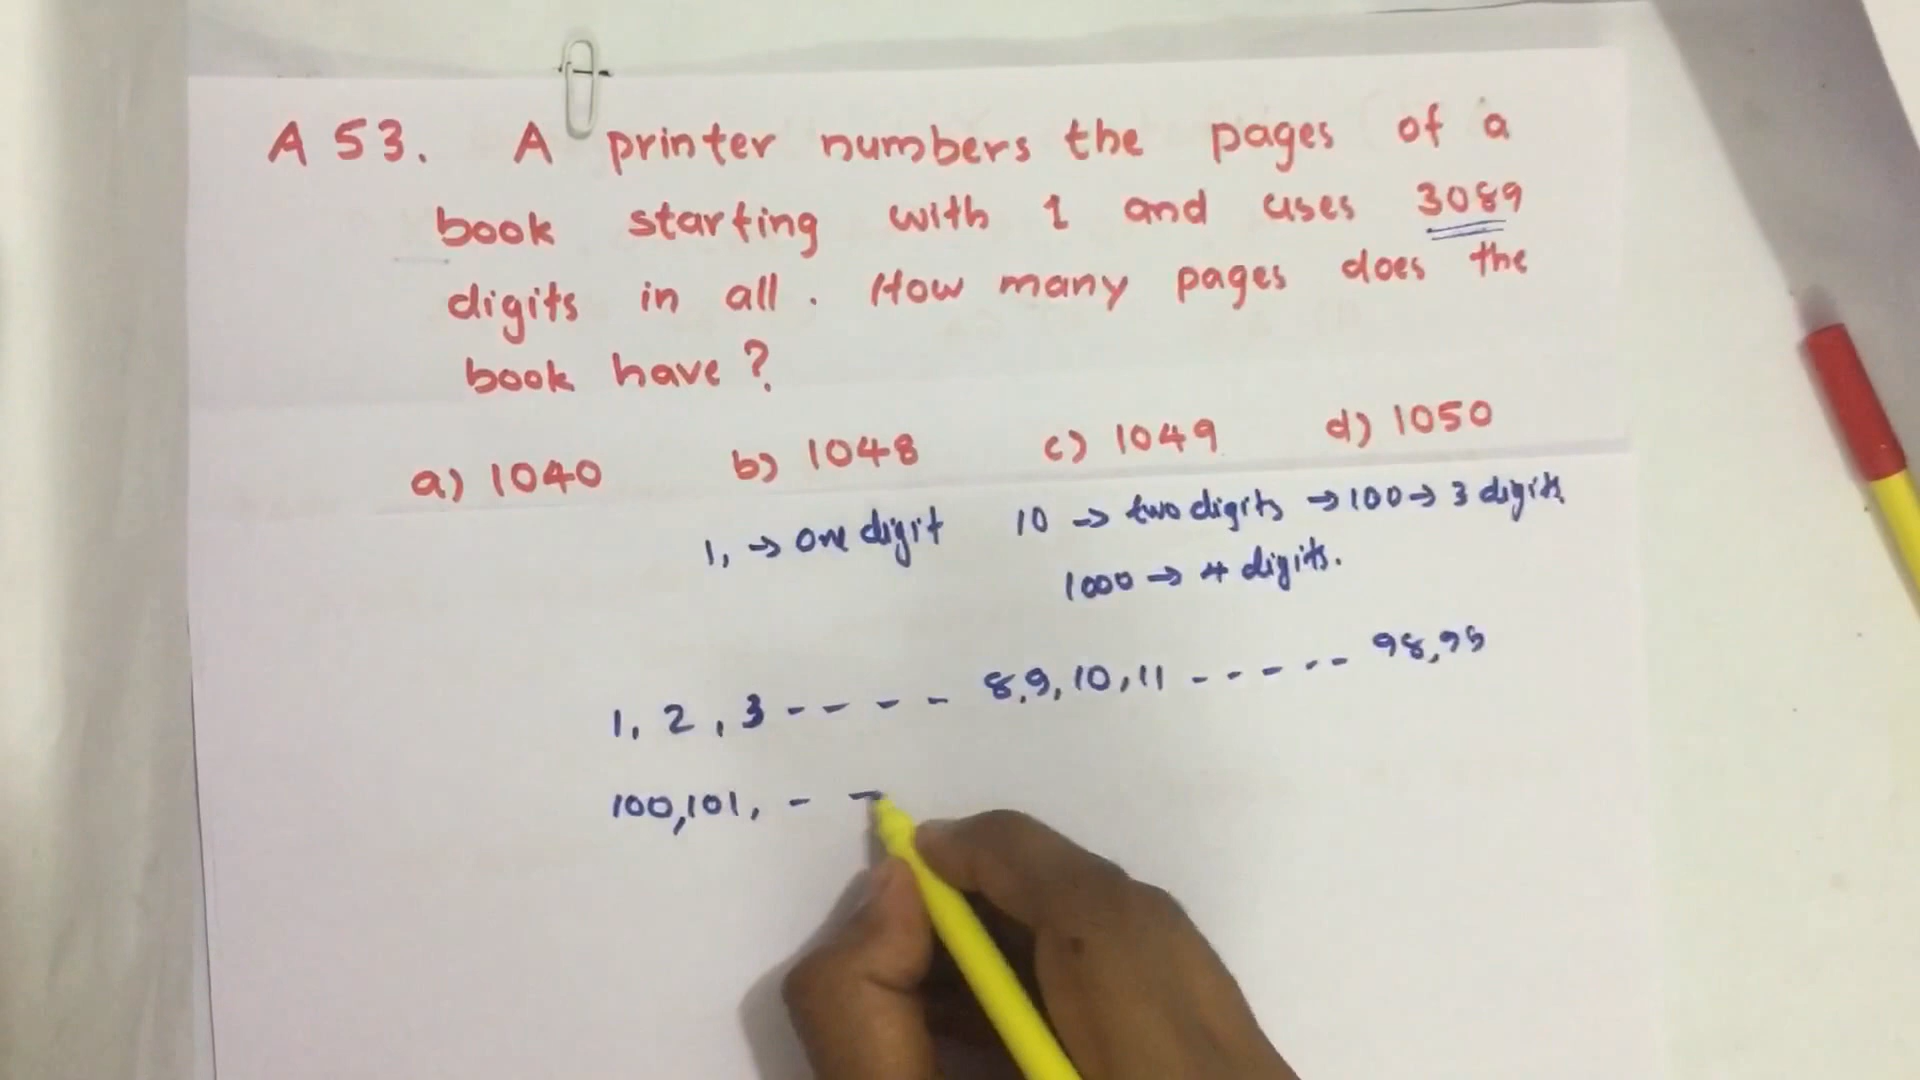 A 53. A printer numbers the pages of a
book starting with 1 and uses 3089
digits in all. How many pages does the
book have?
a) 1040 b) 1048 c) 1049 d) 1050
1, → one digit 10 → two digits → 100 → 3 digits
1000 → 4 digits.
1, 2, 3 ---- 8,9,10,11 ----- 98,99
100,101, - -